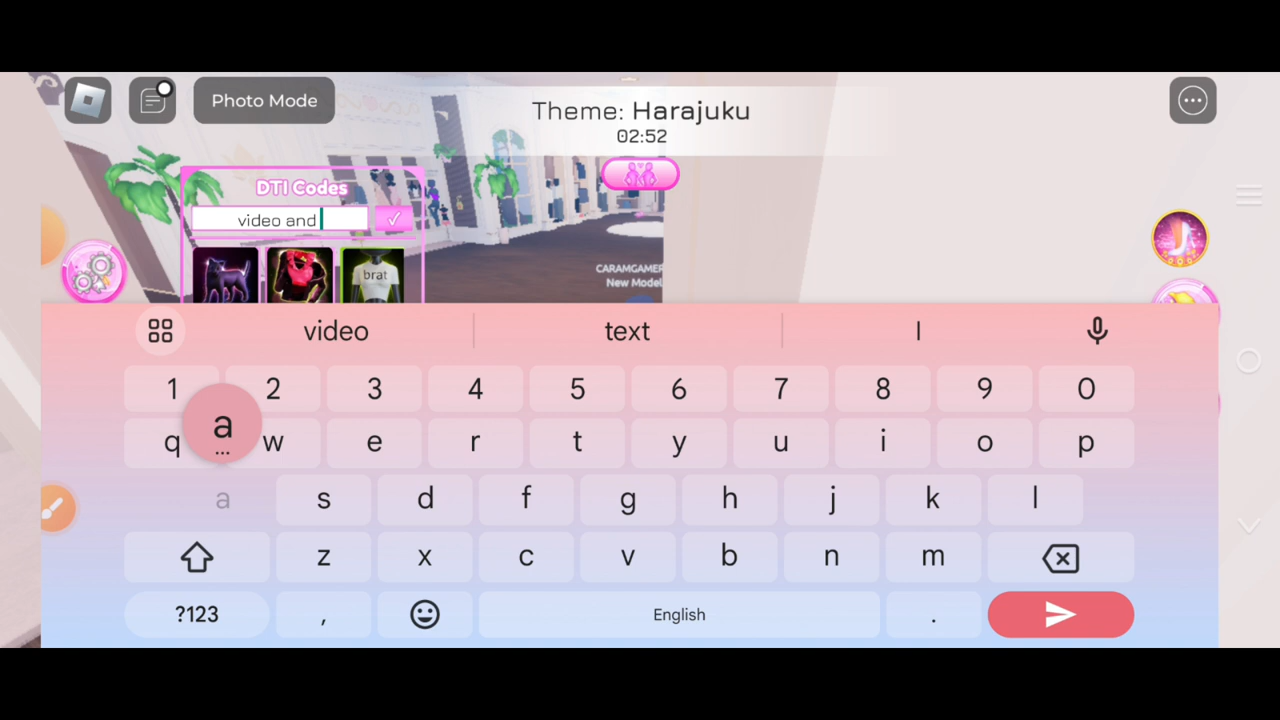 Photo Mode
Theme: Harajuku
02:52
DTI Codes
video and
brat
CARAMGAMER
New Model
video text I
1 2 3 4 5 6 7 8 9 0
q w e r t y u i o p
a
a s d f g h j k l
z x c v b n m
?123 , English .